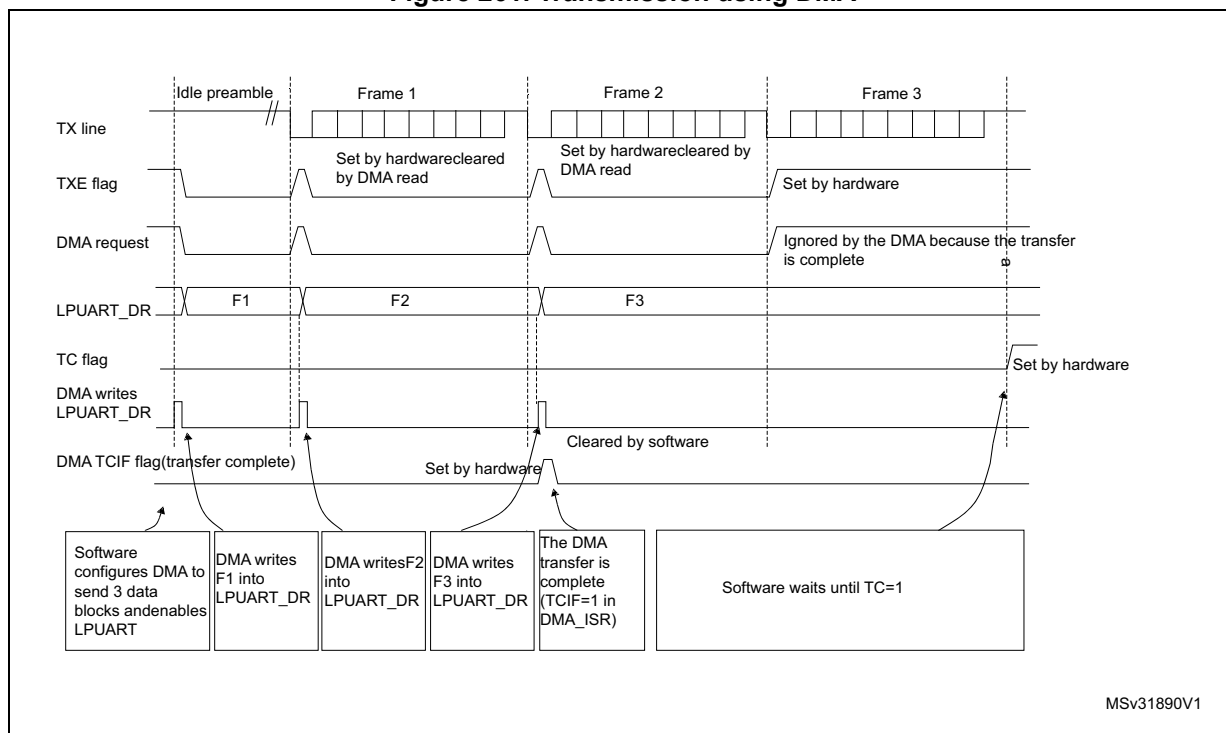 Figure 261. Transmission using DMA
Idle preamble
Frame 1
Frame 2
Frame 3
TX line
Set by hardwarecleared
by DMA read
Set by hardwarecleared by
DMA read
TXE flag
Set by hardware
DMA request
Ignored by the DMA because the transfer
is complete
a
LPUART_DR
F1
F2
F3
TC flag
Set by hardware
DMA writes
LPUART_DR
Cleared by software
DMA TCIF flag(transfer complete)
Set by hardware
Software
configures DMA to
send 3 data
blocks andenables
LPUART
DMA writes
F1 into
LPUART_DR
DMA writesF2
into
LPUART_DR
DMA writes
F3 into
LPUART_DR
The DMA
transfer is
complete
(TCIF=1 in
DMA_ISR)
Software waits until TC=1
MSv31890V1